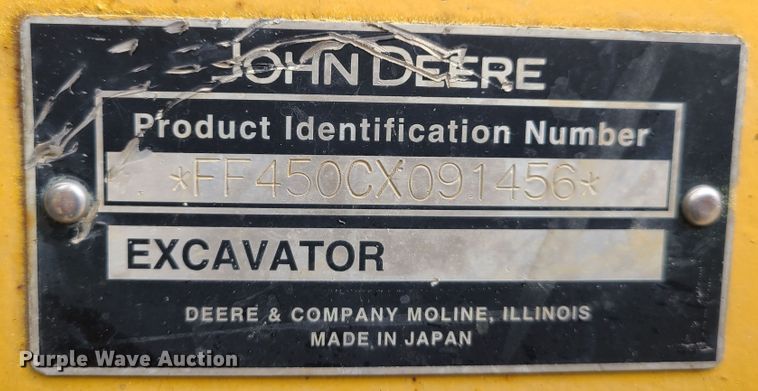 JOHN DEERE
Product Identification Number
*FF450CX091456*
EXCAVATOR
DEERE & COMPANY MOLINE, ILLINOIS
MADE IN JAPAN
Purple Wave Auction